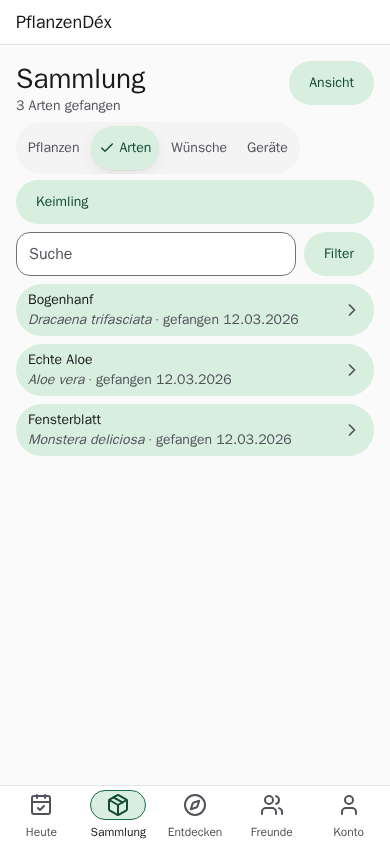 PflanzenDéx
Sammlung
Ansicht
3 Arten gefangen
Pflanzen
Arten
Wünsche
Geräte
Keimling
Suche
Filter
Bogenhanf
Dracaena trifasciata · gefangen 12.03.2026
Echte Aloe
Aloe vera · gefangen 12.03.2026
Fensterblatt
Monstera deliciosa · gefangen 12.03.2026
Heute
Sammlung
Entdecken
Freunde
Konto